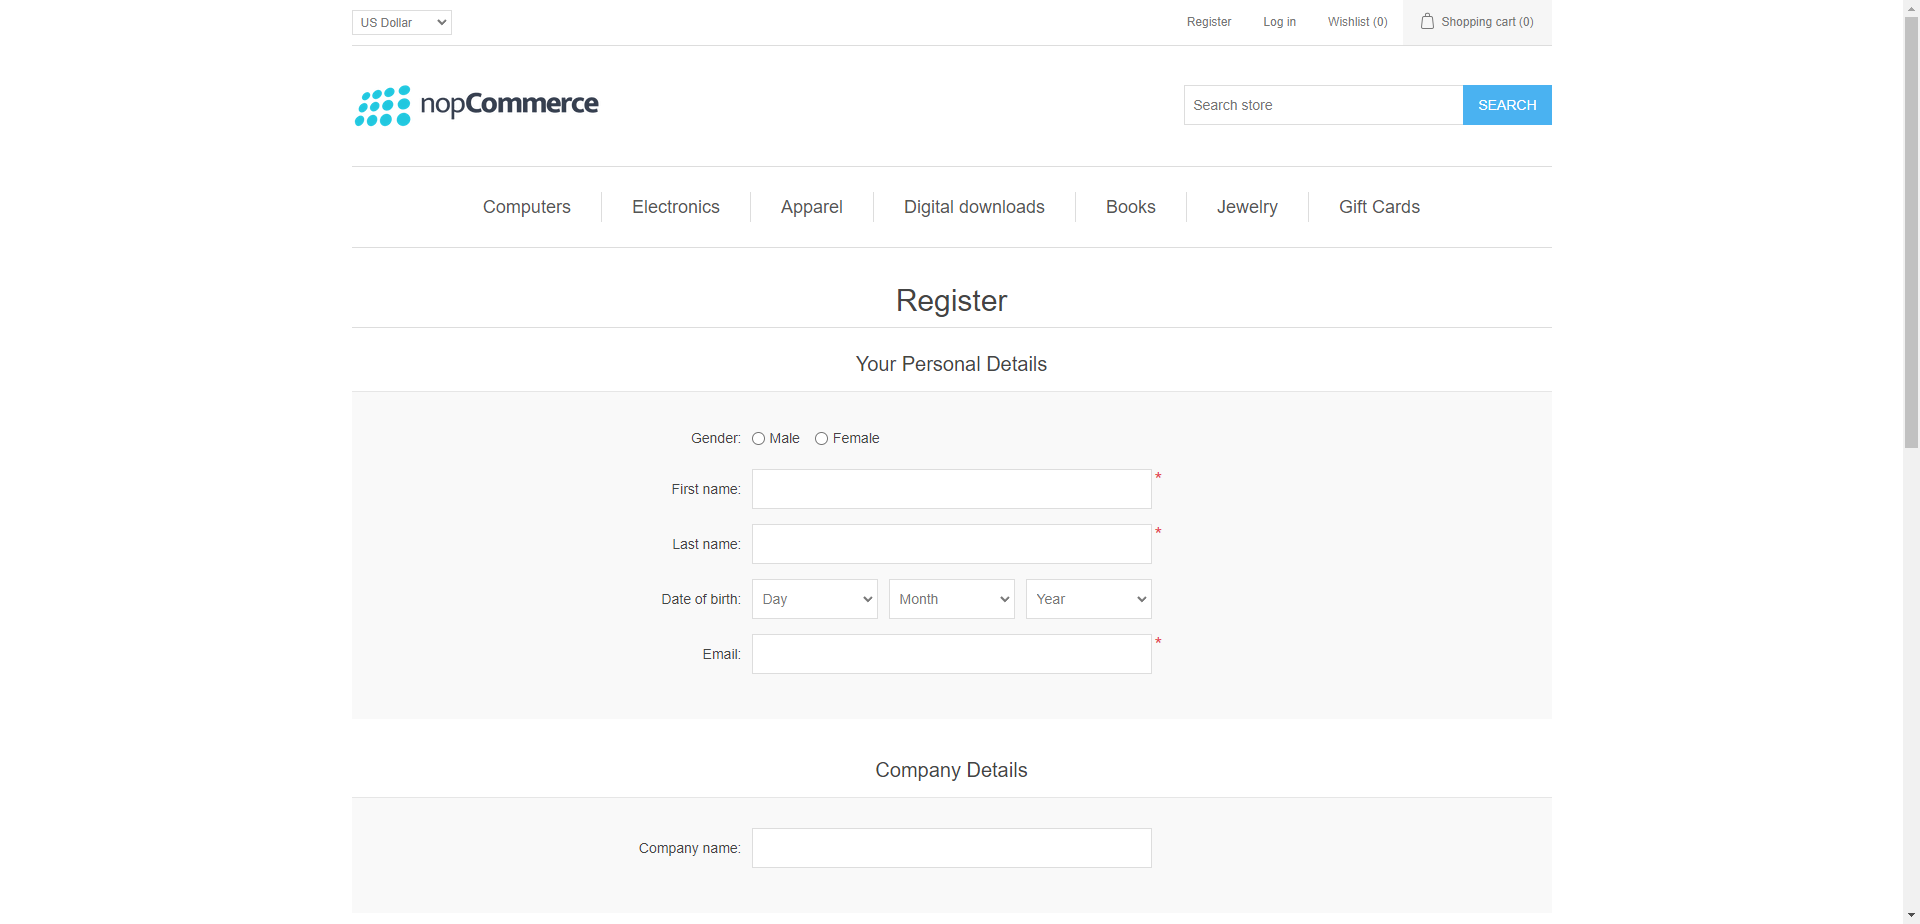 US Dollar Register Log in Wishlist (0) Shopping cart (0)
nopCommerce Search store SEARCH
Computers Electronics Apparel Digital downloads Books Jewelry Gift Cards
Register
Your Personal Details
Gender: Male Female
First name: *
Last name: *
Date of birth: Day Month Year
Email: *
Company Details
Company name: